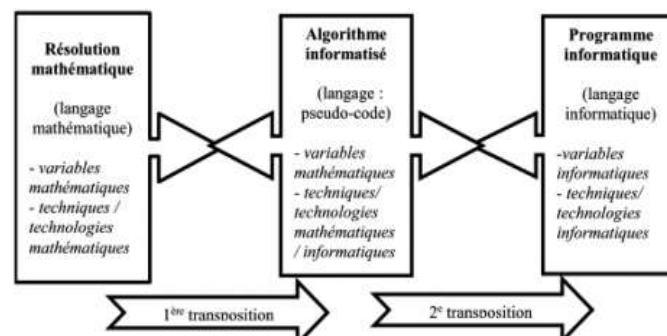 Résolution
mathématique
(langage
mathématique)
- variables
mathématiques
- techniques /
technologies
mathématiques
Algorithme
informatisé
(langage :
pseudo-code)
- variables
mathématiques
- techniques/
technologies
mathématiques
/ informatiques
Programme
informatique
(langage
informatique)
-variables
informatiques
- techniques/
technologies
informatiques
1ère transposition
2e transposition